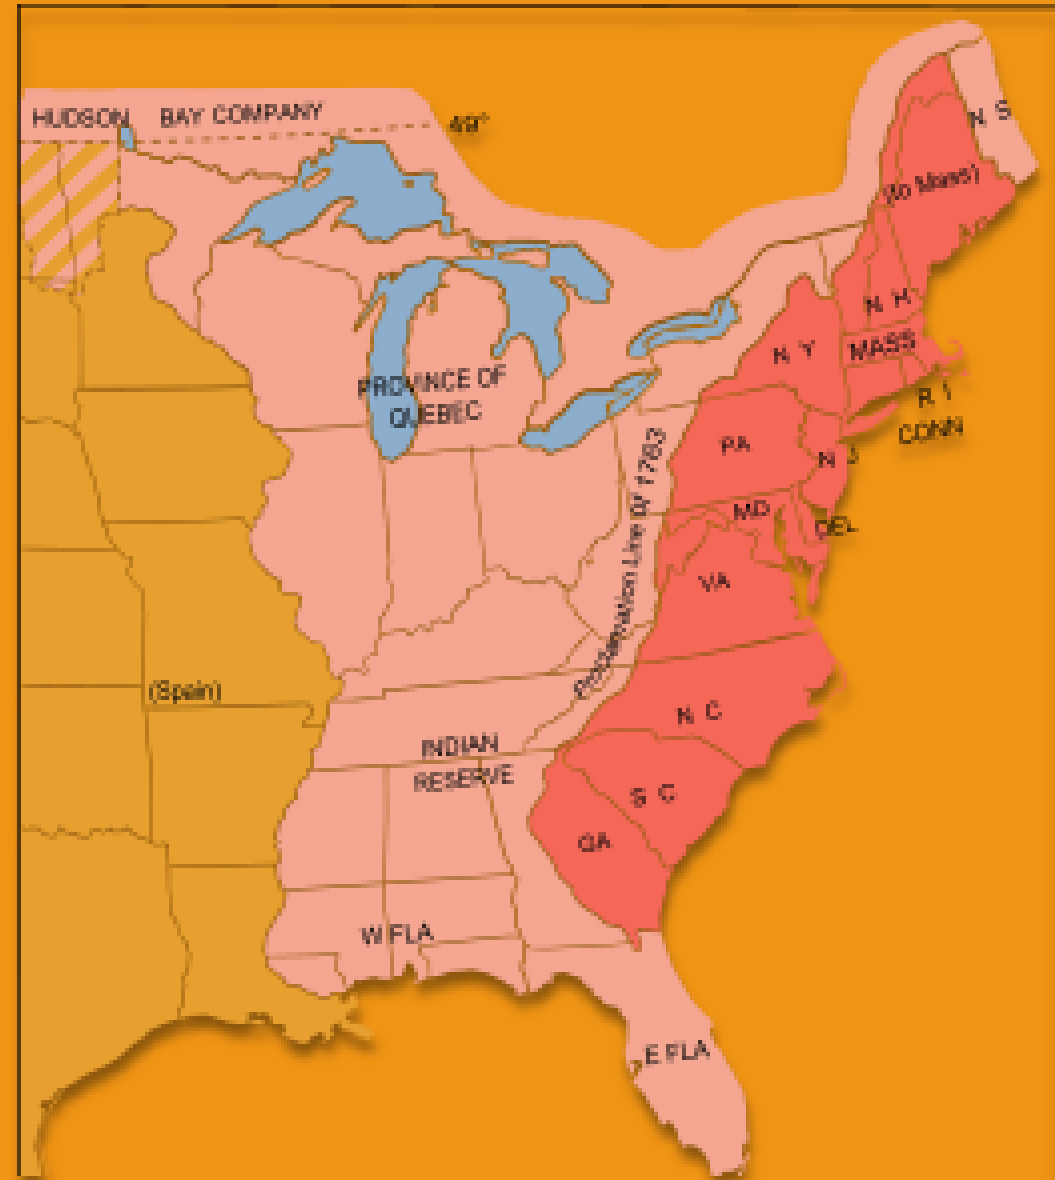 HUDSON BAY COMPANY
49°
N S
(to Mass)
N H
N Y
MASS
R I
CONN
PROVINCE OF
QUEBEC
PA
N J
Proclamation Line of 1763
MD
DEL
VA
(Spain)
N C
INDIAN
RESERVE
S C
GA
W FLA
E FLA